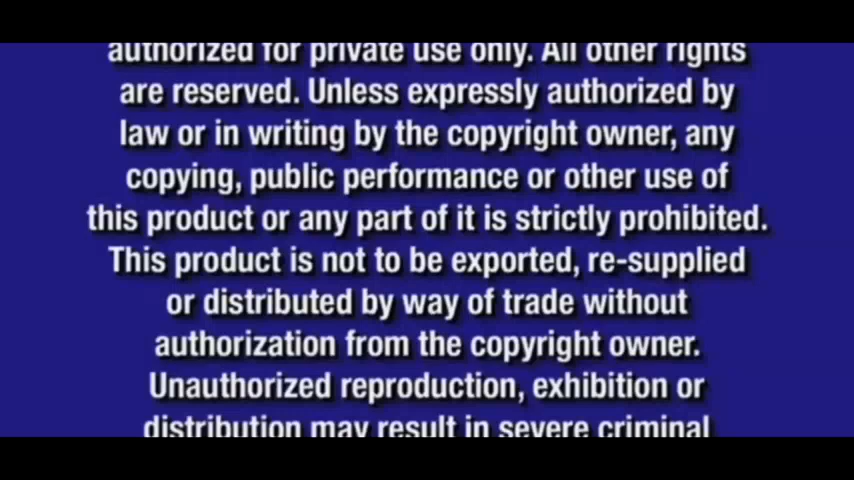 authorized for private use only. All other rights
are reserved. Unless expressly authorized by
law or in writing by the copyright owner, any
copying, public performance or other use of
this product or any part of it is strictly prohibited.
This product is not to be exported, re-supplied
or distributed by way of trade without
authorization from the copyright owner.
Unauthorized reproduction, exhibition or
distribution may result in severe criminal